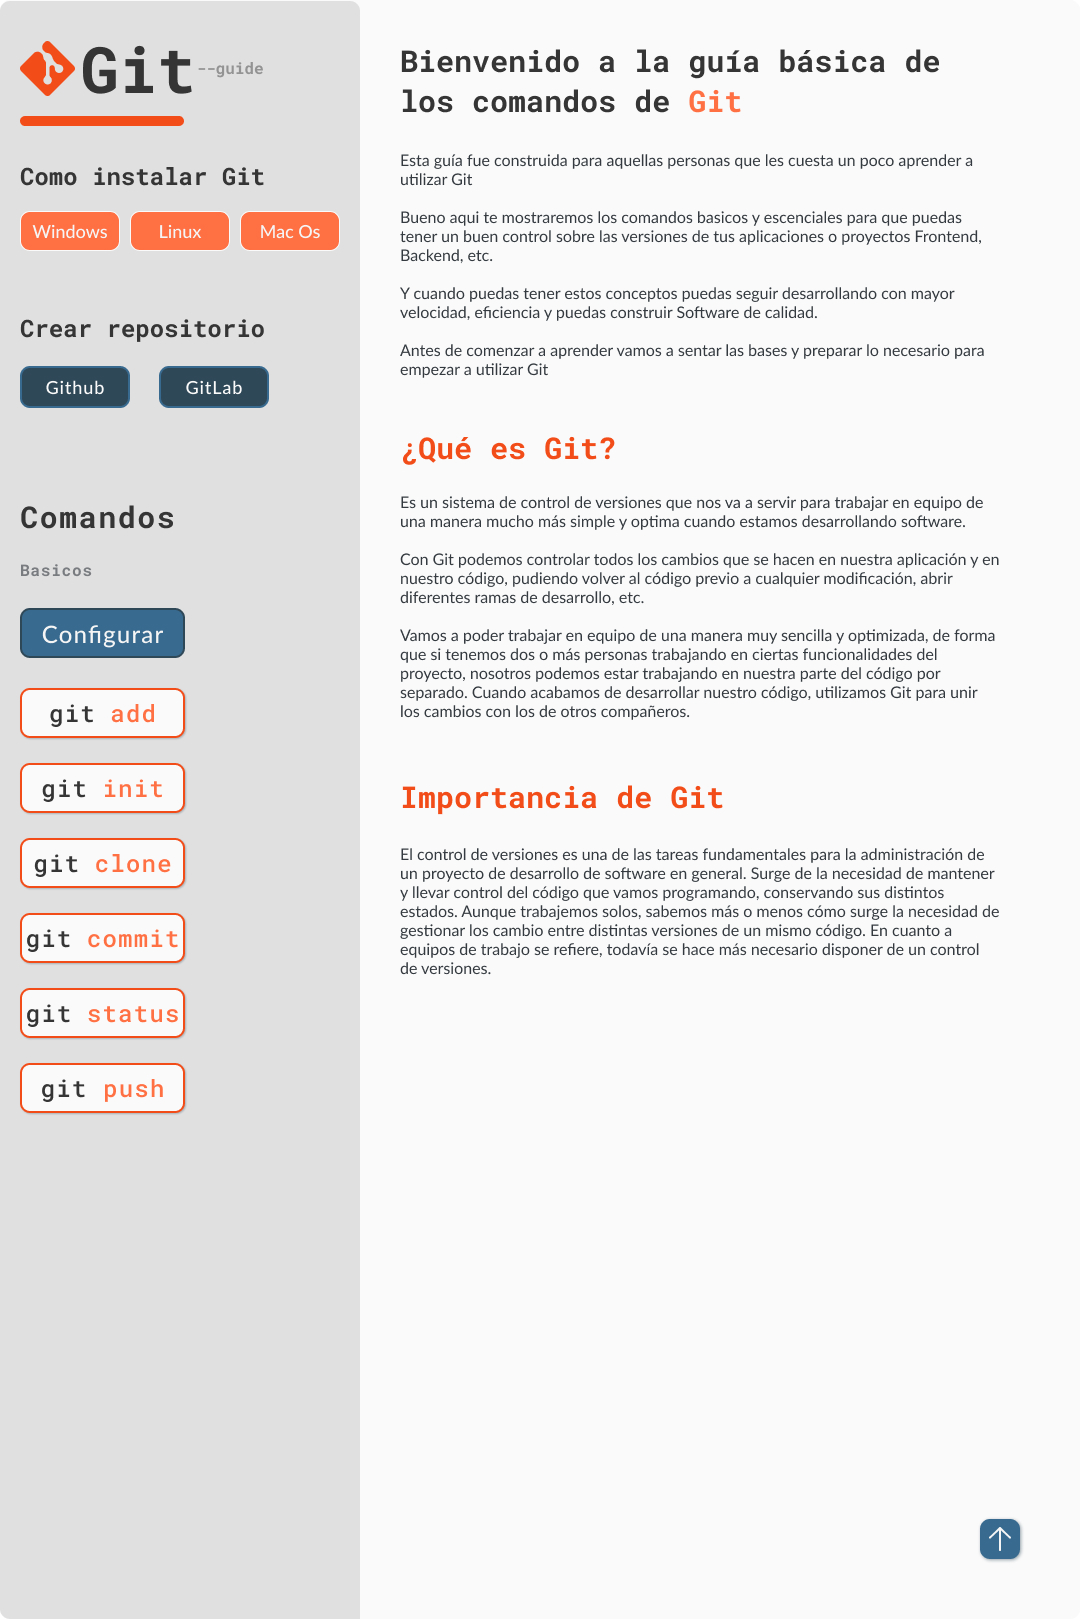 Git --guide
Como instalar Git
Windows Linux Mac Os
Crear repositorio
Github GitLab
Comandos
Basicos
Configurar
git add
git init
git clone
git commit
git status
git push
Bienvenido a la guía básica de
los comandos de Git
Esta guía fue construida para aquellas personas que les cuesta un poco aprender a
utilizar Git
Bueno aqui te mostraremos los comandos basicos y escenciales para que puedas
tener un buen control sobre las versiones de tus aplicaciones o proyectos Frontend,
Backend, etc.
Y cuando puedas tener estos conceptos puedas seguir desarrollando con mayor
velocidad, eficiencia y puedas construir Software de calidad.
Antes de comenzar a aprender vamos a sentar las bases y preparar lo necesario para
empezar a utilizar Git
¿Qué es Git?
Es un sistema de control de versiones que nos va a servir para trabajar en equipo de
una manera mucho más simple y optima cuando estamos desarrollando software.
Con Git podemos controlar todos los cambios que se hacen en nuestra aplicación y en
nuestro código, pudiendo volver al código previo a cualquier modificación, abrir
diferentes ramas de desarrollo, etc.
Vamos a poder trabajar en equipo de una manera muy sencilla y optimizada, de forma
que si tenemos dos o más personas trabajando en ciertas funcionalidades del
proyecto, nosotros podemos estar trabajando en nuestra parte del código por
separado. Cuando acabamos de desarrollar nuestro código, utilizamos Git para unir
los cambios con los de otros compañeros.
Importancia de Git
El control de versiones es una de las tareas fundamentales para la administración de
un proyecto de desarrollo de software en general. Surge de la necesidad de mantener
y llevar control del código que vamos programando, conservando sus distintos
estados. Aunque trabajemos solos, sabemos más o menos cómo surge la necesidad de
gestionar los cambio entre distintas versiones de un mismo código. En cuanto a
equipos de trabajo se refiere, todavía se hace más necesario disponer de un control
de versiones.